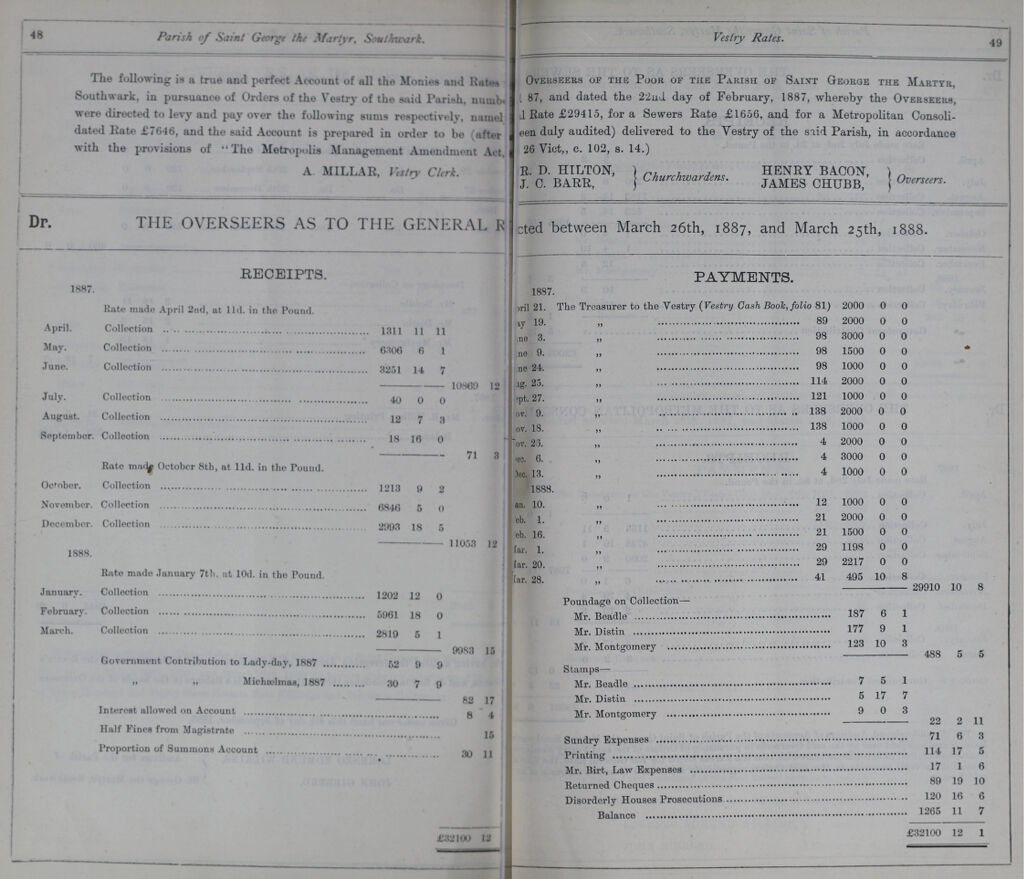 48
Parish of Saint George the Martyr, Southwark.
The following is a true and perfect Account of all the Monies and Rates
Southwark, in pursuance of Orders of the Vestry of the said Parish, numb
were directed to levy and pay over the following sums respectively, namel
dated Rate £7646, and the said Account is prepared in order to be (after
with the provisions of "The Metropolis Management Amendment Act,
A. MILLAR, Vestry Clerk.
Dr. THE OVERSEERS AS TO THE GENERAL R
RECEIPTS.
1887.
Rate made April 2nd, at 11d. in the Pound.
April. Collection 1311 11 11
May. Collection 6306 6 1
June. Collection 3251 14 7
10869 12
July. Collection 40 0 0
August. Collection 12 7 3
September. Collection 18 16 0
71 3
Rate made October 8th, at 11d. in the Pound.
October. Collection 1213 9 2
November. Collection 6846 5 0
December. Collection 2993 18 5
11053 12
1888.
Rate made January 7th, at 10d. in the Pound.
January. Collection 1202 12 0
February. Collection 5961 18 0
March. Collection 2819 5 1
9983 15
Government Contribution to Lady-day, 1887 52 9 9
„ „ Michælmas, 1887 30 7 9
82 17
Interest allowed on Account 8 4
Half Fines from Magistrate 15
Proportion of Summons Account 30 11
£32100 12
Vestry Rates.
49
OVERSEERS OF THE POOR OF THE PARISH OF SAINT GEORGE THE MARTYR,
87, and dated the 22nd day of February, 1887, whereby the OVERSEERS,
l Rate £29415, for a Sewers Rate £1656, and for a Metropolitan Consoli-
een duly audited) delivered to the Vestry of the said Parish, in accordance
26 Vict,, c. 102, s. 14.)
R. D. HILTON, J. C. BARR, } Churchwardens. HENRY BACON, JAMES CHUBB, } Overseers.
cted between March 26th, 1887, and March 25th, 1888.
PAYMENTS.
1887.
pril 21. The Treasurer to the Vestry (Vestry Cash Book, folio 81) 2000 0 0
ay 19. „ 89 2000 0 0
ne 3. „ 98 3000 0 0
ne 9. „ 98 1500 0 0
ne 24. „ 98 1000 0 0
ug. 25. „ 114 2000 0 0
ept. 27. „ 121 1000 0 0
ov. 9. „ 138 2000 0 0
ov. 18. „ 138 1000 0 0
ov. 23. „ 4 2000 0 0
ec. 6. „ 4 3000 0 0
Dec. 13. „ 4 1000 0 0
1888.
an. 10. „ 12 1000 0 0
eb. 1. „ 21 2000 0 0
eb. 16. „ 21 1500 0 0
ar. 1. „ 29 1198 0 0
ar. 20. „ 29 2217 0 0
ar. 28. „ 41 495 10 8
29910 10 8
Poundage on Collection—
Mr. Beadle 187 6 1
Mr. Distin 177 9 1
Mr. Montgomery 123 10 3
488 5 5
Stamps—
Mr. Beadle 7 5 1
Mr. Distin 5 17 7
Mr. Montgomery 9 0 3
22 2 11
Sundry Expenses 71 6 3
Printing 114 17 5
Mr. Birt, Law Expenses 17 1 6
Returned Cheques 89 19 10
Disorderly Houses Prosecutions 120 16 6
Balance 1265 11 7
£32100 12 1